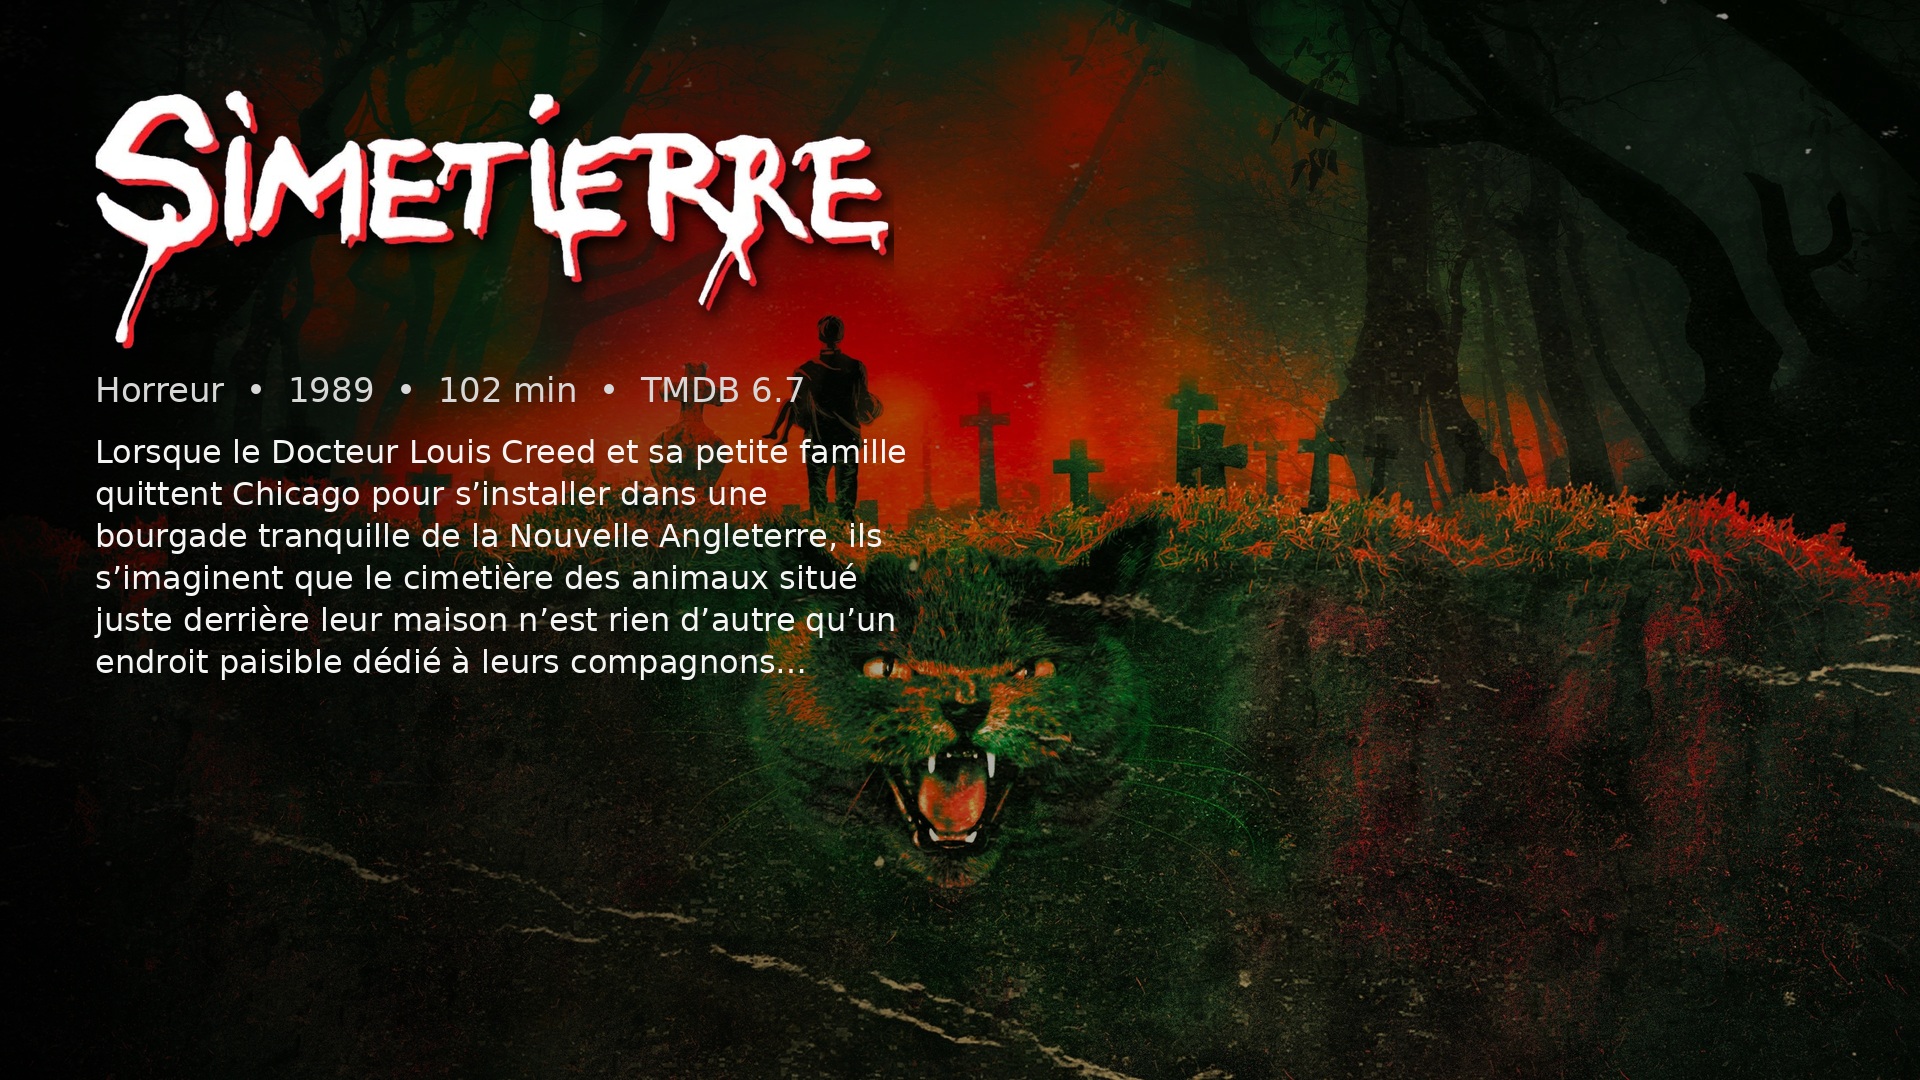 Simetierre
Horreur • 1989 • 102 min • TMDB 6.7
Lorsque le Docteur Louis Creed et sa petite famille
quittent Chicago pour s’installer dans une
bourgade tranquille de la Nouvelle Angleterre, ils
s’imaginent que le cimetière des animaux situé
juste derrière leur maison n’est rien d’autre qu’un
endroit paisible dédié à leurs compagnons…